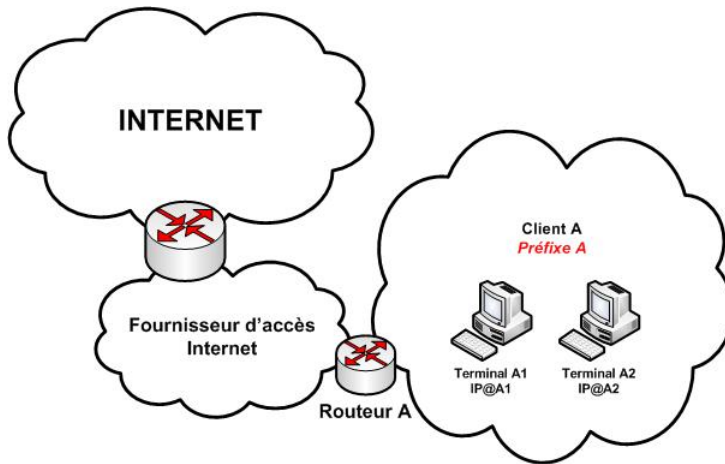 INTERNET
Client A
Préfixe A
Fournisseur d'accès
Internet
Terminal A1
IP@A1
Terminal A2
IP@A2
Routeur A